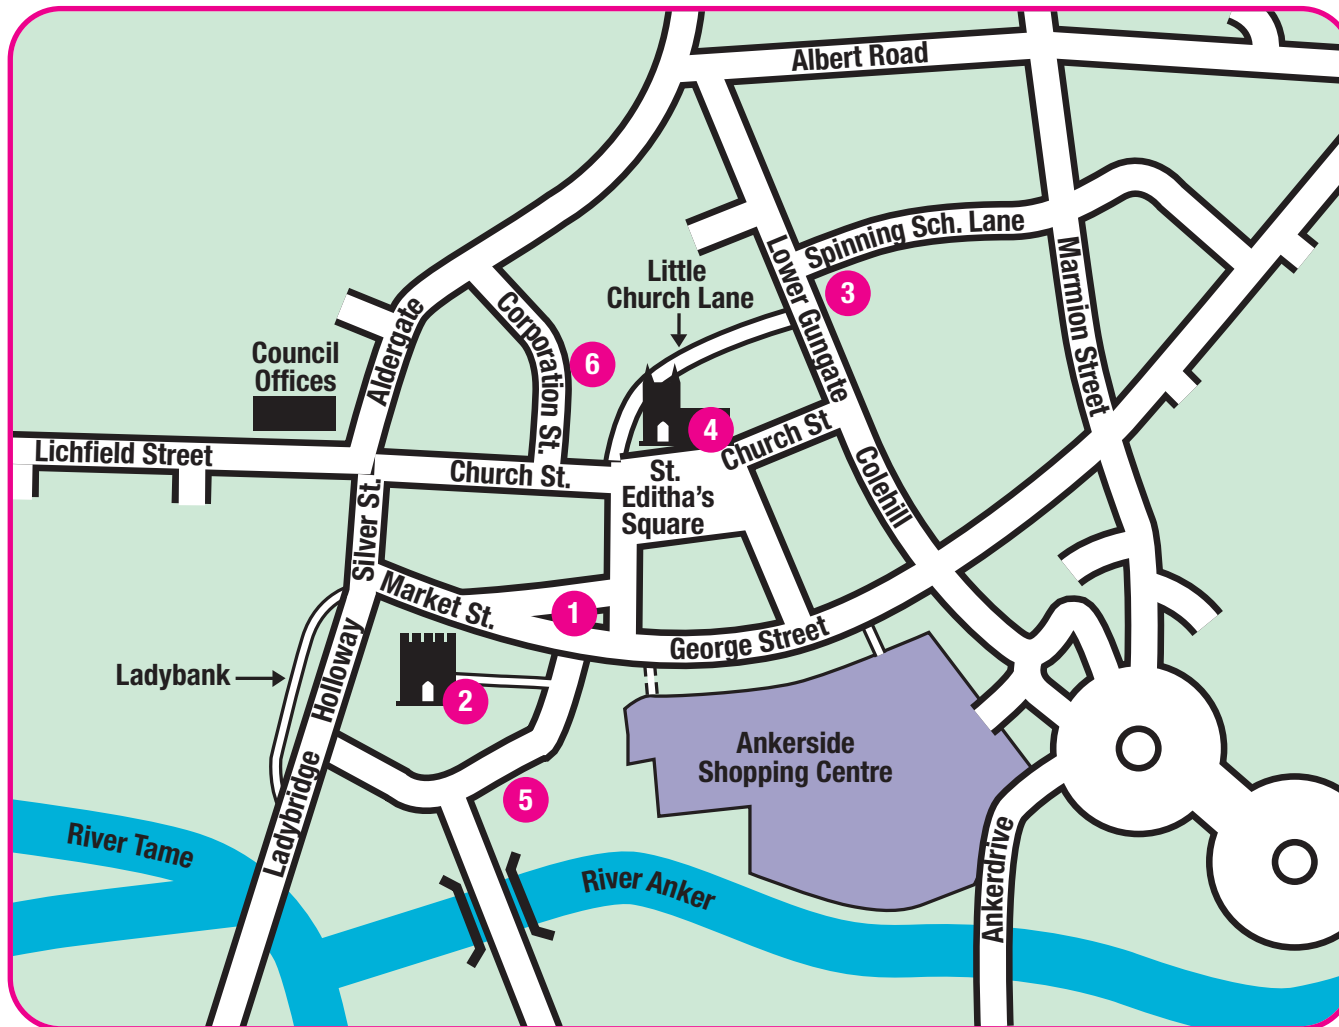 Albert Road
Spinning Sch. Lane
Lower Gungate
Marmion Street
Little
Church Lane
3
Corporation St.
6
Aldergate
Council
Offices
Lichfield Street
Church St.
4
Church St
St.
Editha's
Square
Colehill
Silver St.
Market St.
1
George Street
Ladybank
Holloway
2
Ankerside
Shopping Centre
Ladybridge
5
River Tame
River Anker
Ankerdrive